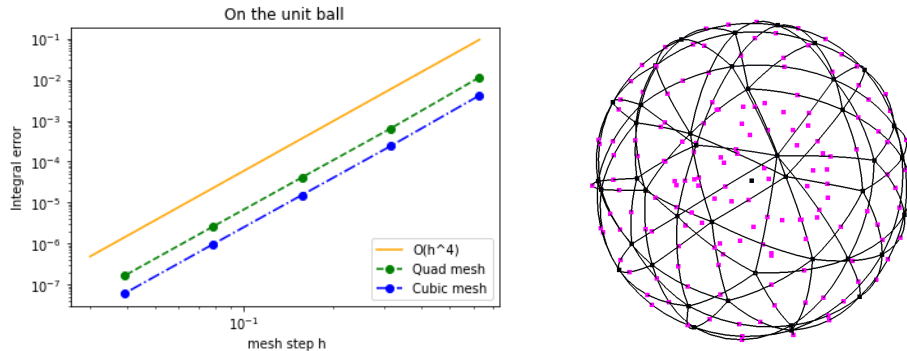 On the unit ball
Integral error
10⁻¹
10⁻²
10⁻³
10⁻⁴
10⁻⁵
10⁻⁶
10⁻⁷
O(h^4)
Quad mesh
Cubic mesh
10⁻¹
mesh step h